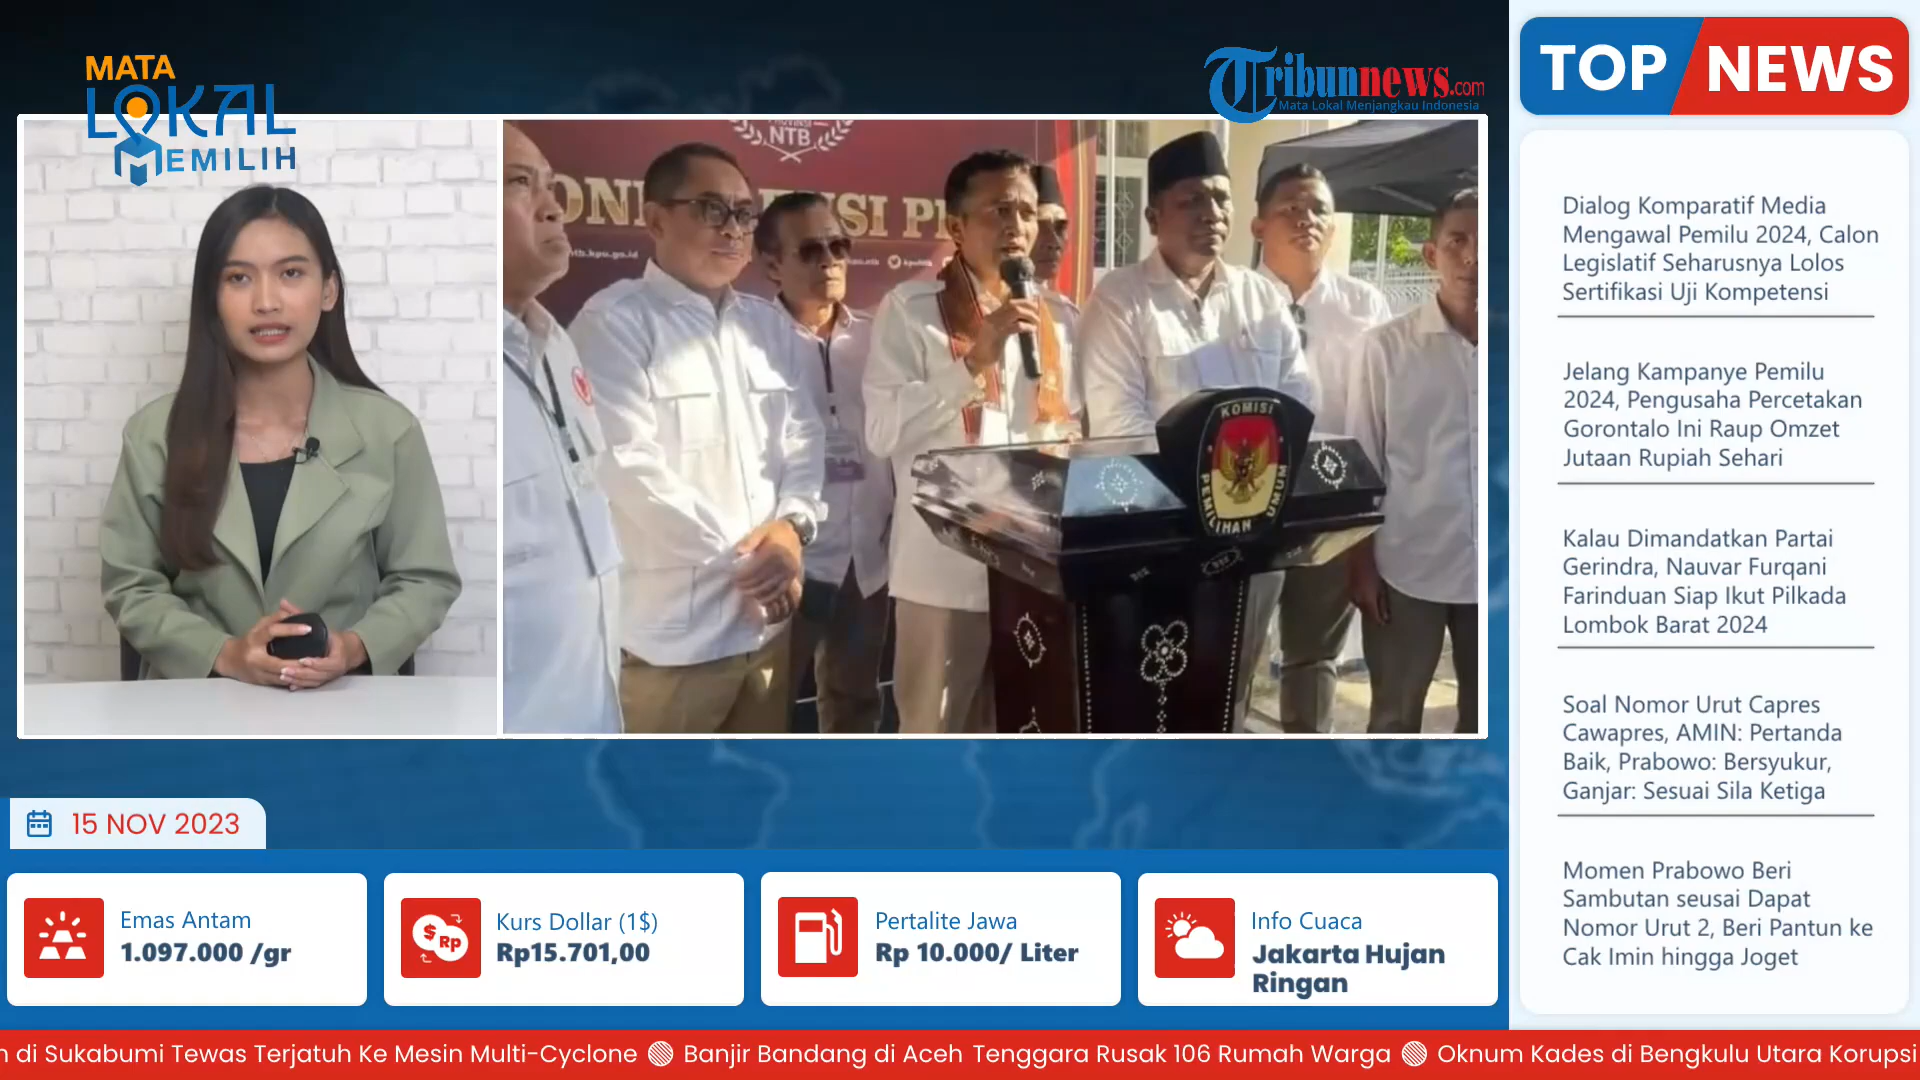 MATA
LOKAL
MEMILIH
Tribunnews.com
Mata Lokal Menjangkau Indonesia
TOP NEWS
NTB
KOMISI
PEMILIHAN UMUM
Dialog Komparatif Media
Mengawal Pemilu 2024, Calon
Legislatif Seharusnya Lolos
Sertifikasi Uji Kompetensi
Jelang Kampanye Pemilu
2024, Pengusaha Percetakan
Gorontalo Ini Raup Omzet
Jutaan Rupiah Sehari
Kalau Dimandatkan Partai
Gerindra, Nauvar Furqani
Farinduan Siap Ikut Pilkada
Lombok Barat 2024
Soal Nomor Urut Capres
Cawapres, AMIN: Pertanda
Baik, Prabowo: Bersyukur,
Ganjar: Sesuai Sila Ketiga
Momen Prabowo Beri
Sambutan seusai Dapat
Nomor Urut 2, Beri Pantun ke
Cak Imin hingga Joget
15 NOV 2023
Emas Antam
1.097.000 /gr
Kurs Dollar (1$)
Rp15.701,00
Pertalite Jawa
Rp 10.000/ Liter
Info Cuaca
Jakarta Hujan
Ringan
di Sukabumi Tewas Terjatuh Ke Mesin Multi-Cyclone Banjir Bandang di Aceh Tenggara Rusak 106 Rumah Warga Oknum Kades di Bengkulu Utara Korupsi